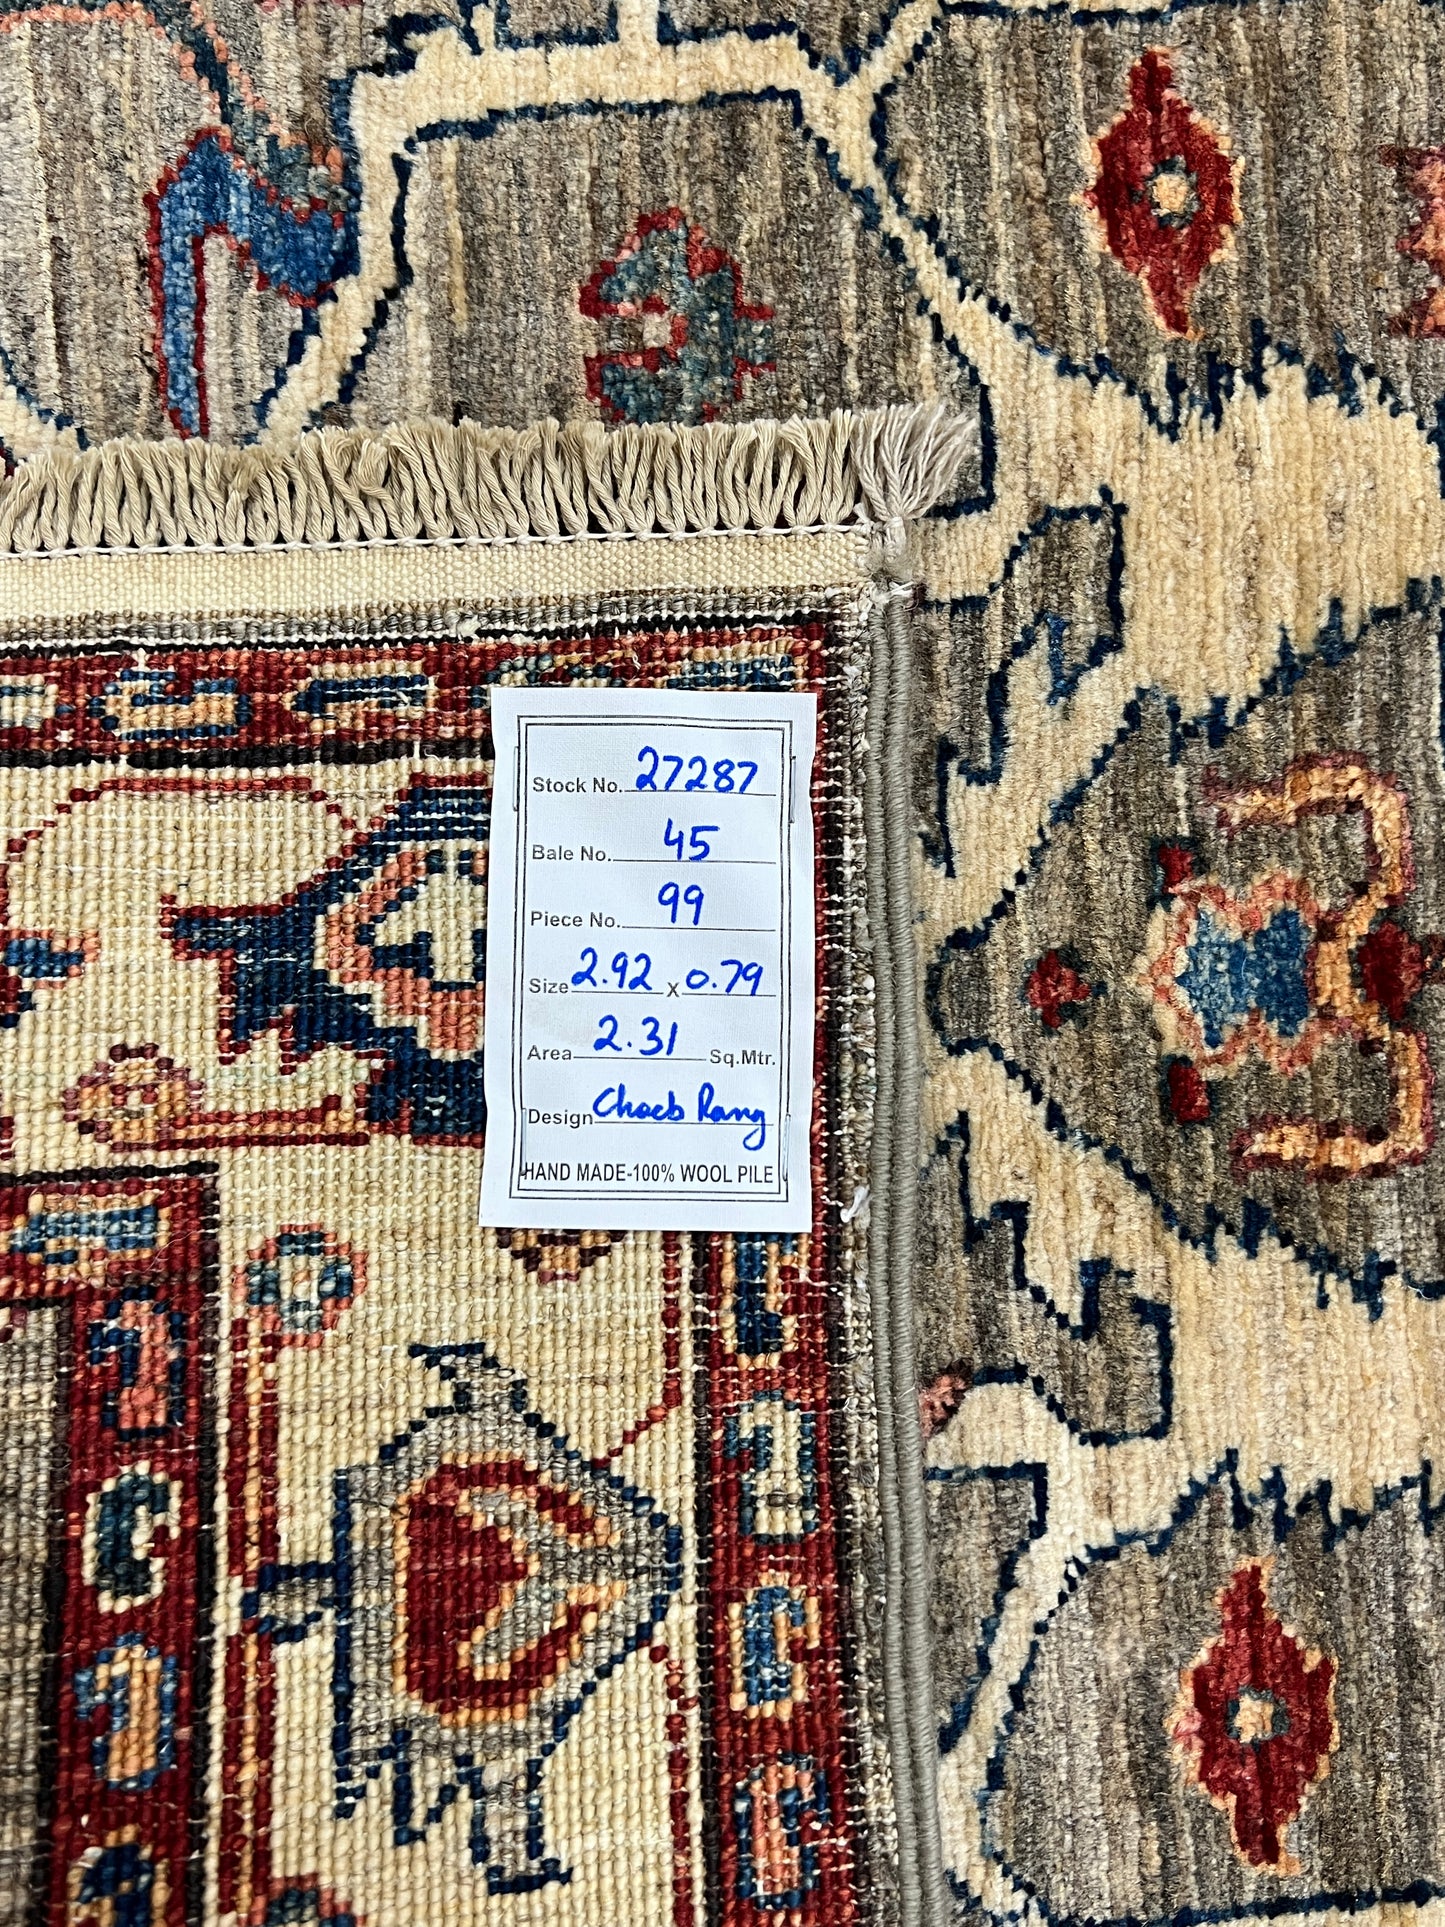 Stock No. 27287
Bale No. 45
Piece No. 99
Size 2.92 x 0.79
Area 2.31 Sq.Mtr.
Design Choeb Rang
HAND MADE-100% WOOL PILE